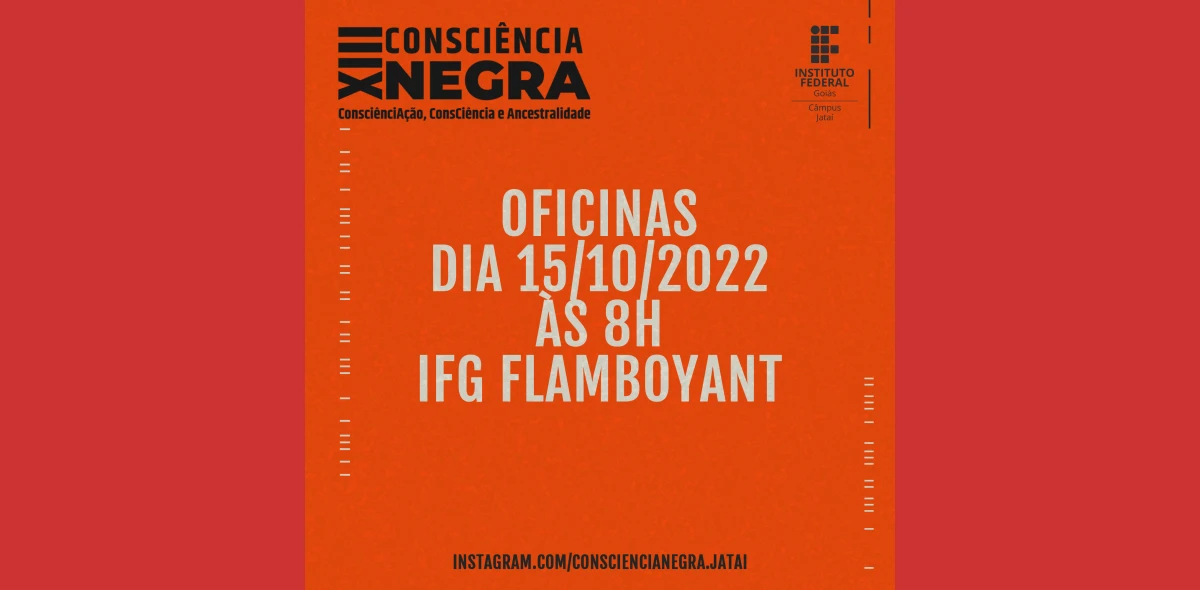 XIII
CONSCIÊNCIA
NEGRA
ConsciênciAção, ConsCiência e Ancestralidade
INSTITUTO
FEDERAL
Goiás
Câmpus
Jataí
OFICINAS
DIA 15/10/2022
ÀS 8H
IFG FLAMBOYANT
INSTAGRAM.COM/CONSCIENCIANEGRA.JATAI